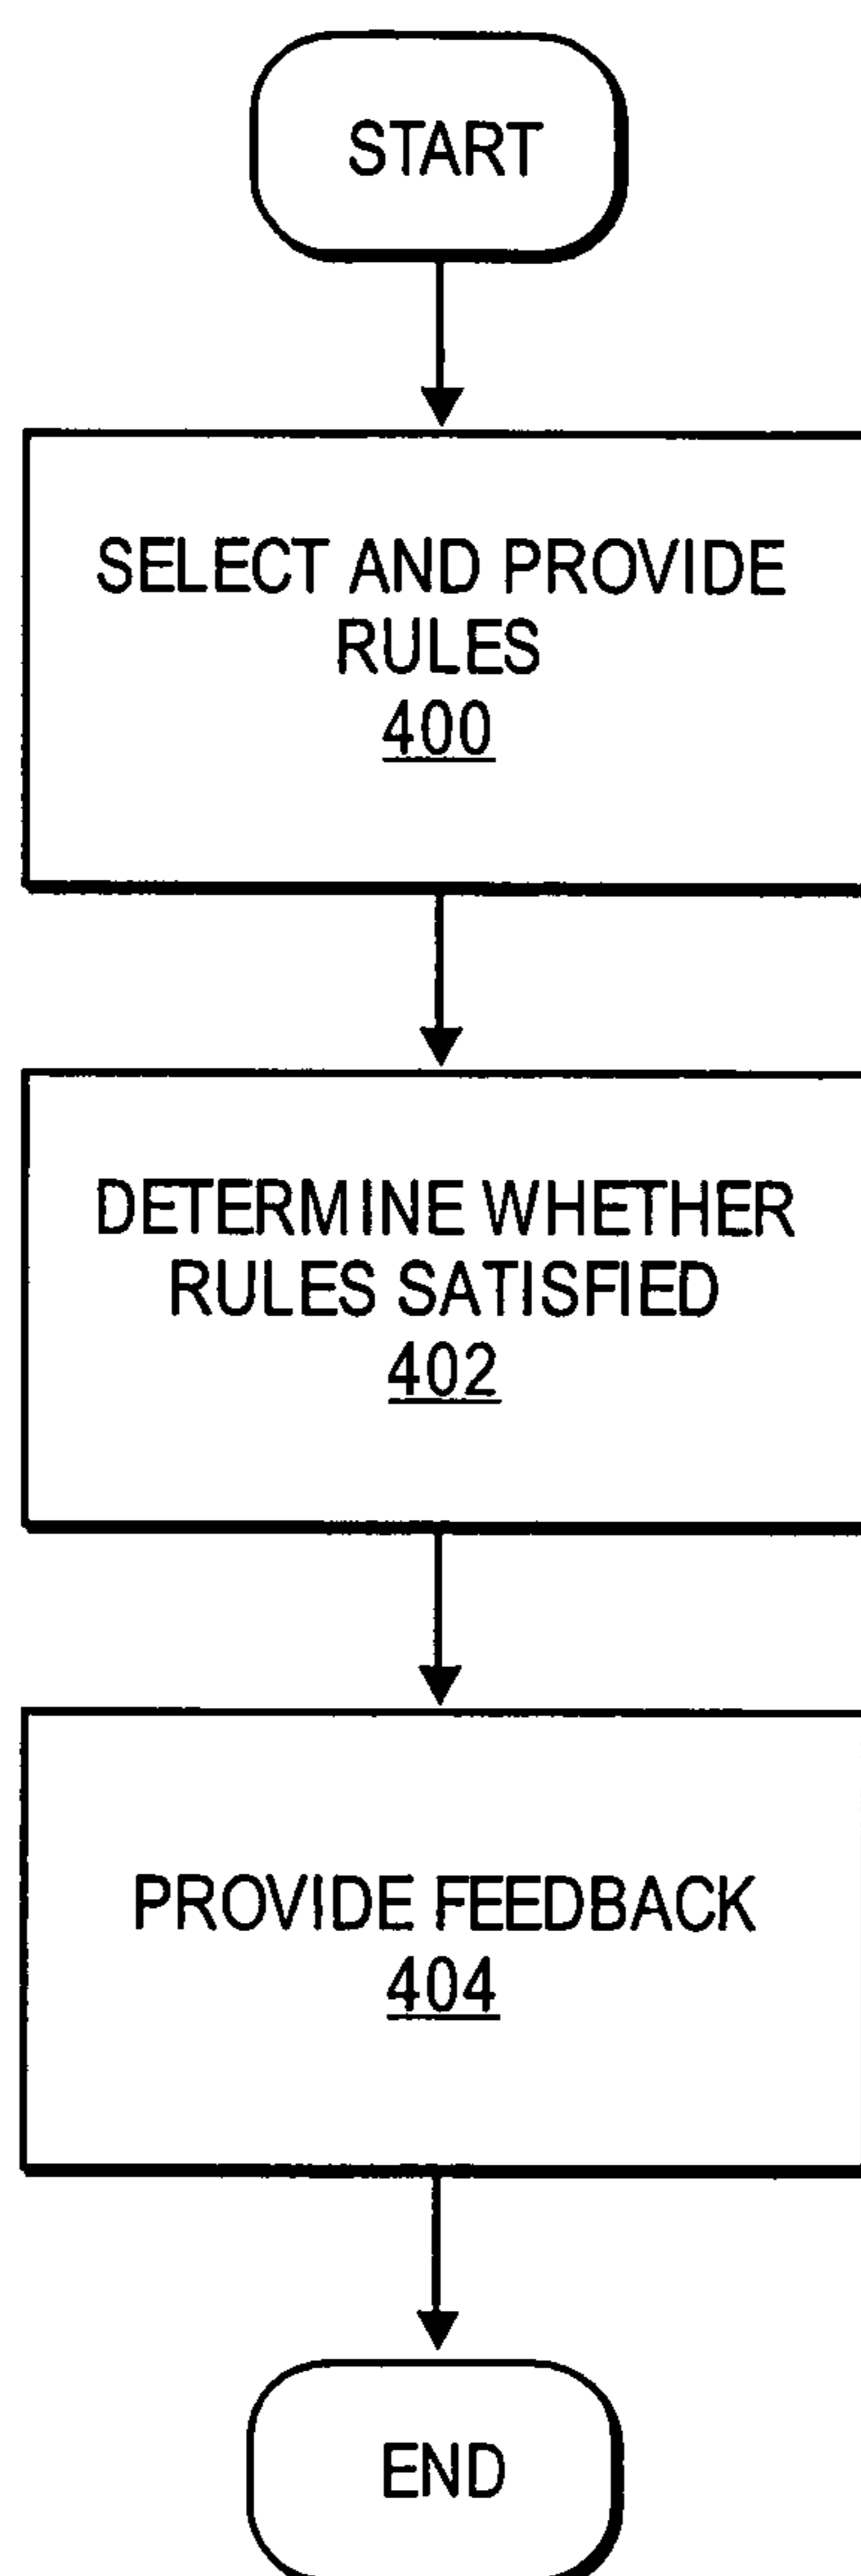 START
SELECT AND PROVIDE
RULES
400
DETERMINE WHETHER
RULES SATISFIED
402
PROVIDE FEEDBACK
404
END